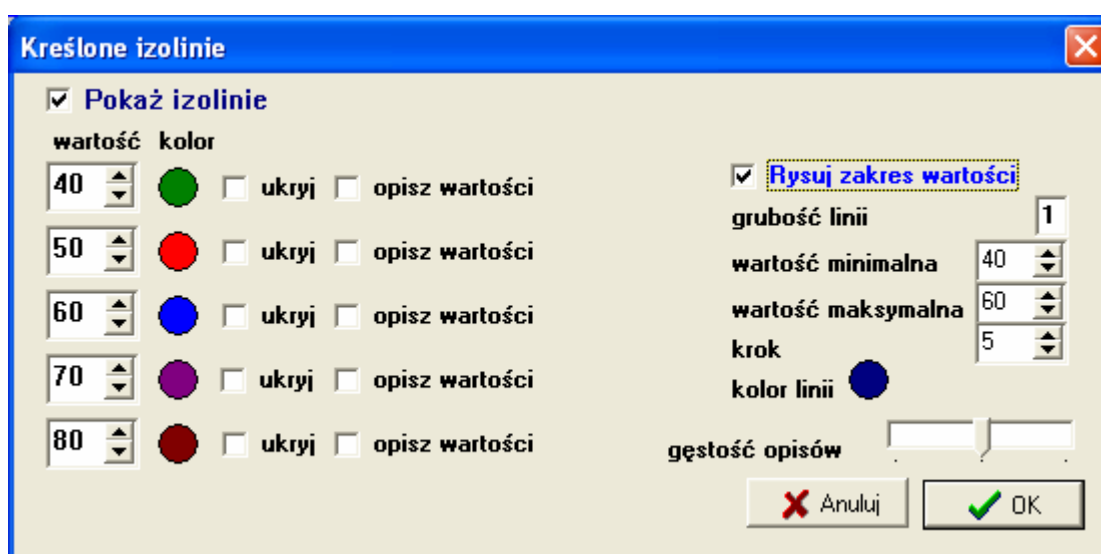 Kreślone izolinie
Pokaż izolinie
wartość kolor
40 ukryj opisz wartości
50 ukryj opisz wartości
60 ukryj opisz wartości
70 ukryj opisz wartości
80 ukryj opisz wartości
Rysuj zakres wartości
grubość linii 1
wartość minimalna 40
wartość maksymalna 60
krok 5
kolor linii
gęstość opisów
Anuluj OK